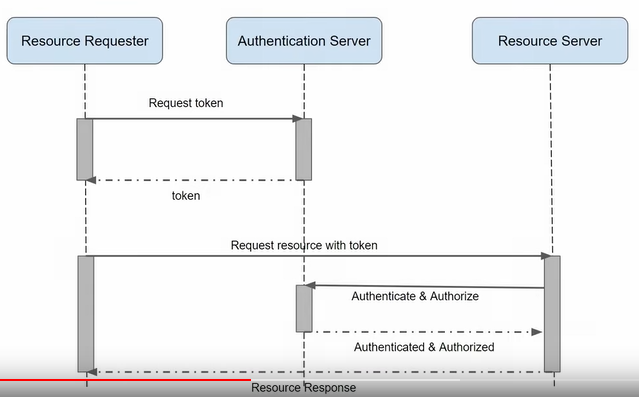 Resource Requester
Authentication Server
Resource Server
Request token
token
Request resource with token
Authenticate & Authorize
Authenticated & Authorized
Resource Response